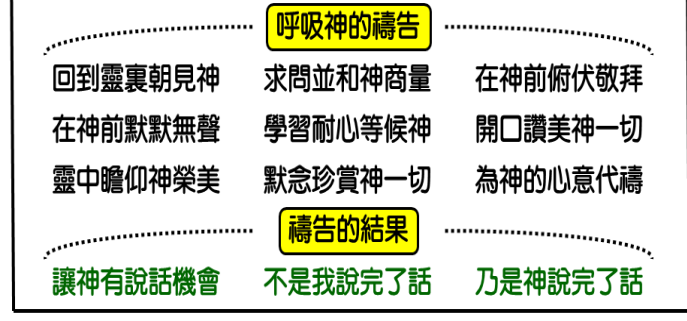 呼吸神的禱告
回到靈裏朝見神 求問並和神商量 在神前俯伏敬拜
在神前默默無聲 學習耐心等候神 開口讚美神一切
靈中瞻仰神榮美 默念珍賞神一切 為神的心意代禱
禱告的結果
讓神有說話機會 不是我說完了話 乃是神說完了話